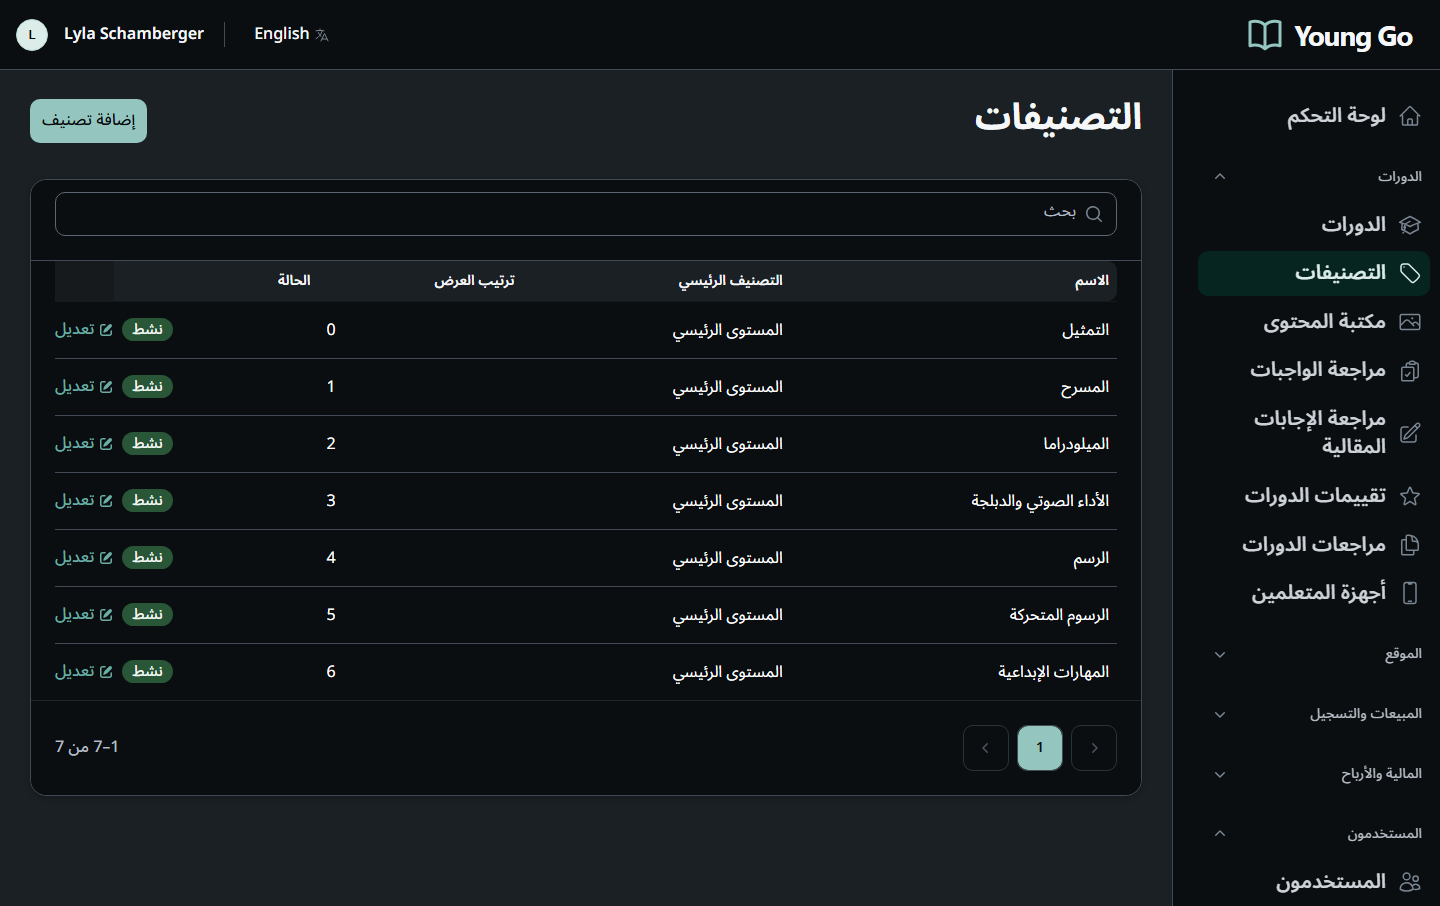 Young Go
English
Lyla Schamberger
L
لوحة التحكم
الدورات
الدورات
التصنيفات
مكتبة المحتوى
مراجعة الواجبات
مراجعة الإجابات
المقالية
تقييمات الدورات
مراجعات الدورات
أجهزة المتعلمين
الموقع
المبيعات والتسجيل
المالية والأرباح
المستخدمون
المستخدمون
التصنيفات
إضافة تصنيف
بحث
الاسم التصنيف الرئيسي ترتيب العرض الحالة
التمثيل المستوى الرئيسي 0 نشط تعديل
المسرح المستوى الرئيسي 1 نشط تعديل
الميلودراما المستوى الرئيسي 2 نشط تعديل
الأداء الصوتي والدبلجة المستوى الرئيسي 3 نشط تعديل
الرسم المستوى الرئيسي 4 نشط تعديل
الرسوم المتحركة المستوى الرئيسي 5 نشط تعديل
المهارات الإبداعية المستوى الرئيسي 6 نشط تعديل
1
1–7 من 7